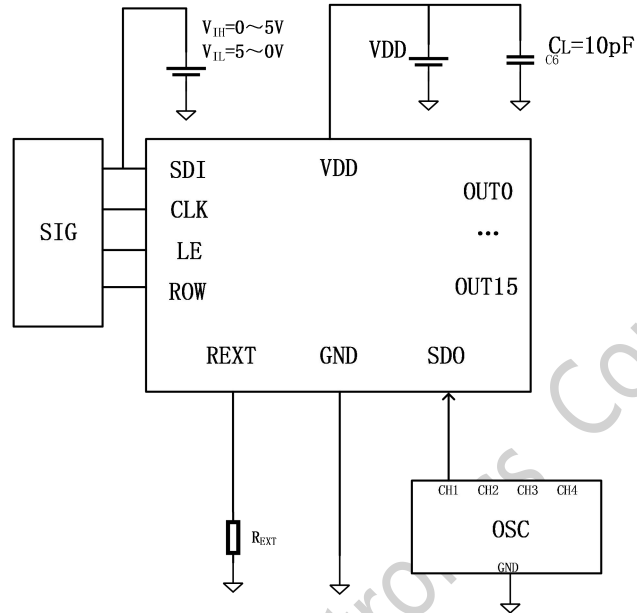 VIH=0～5V
VIL=5～0V
VDD
CL=10pF
C6
SIG
SDI
CLK
LE
ROW
VDD
OUT0
...
OUT15
REXT
GND
SDO
REXT
CH1 CH2 CH3 CH4
OSC
GND